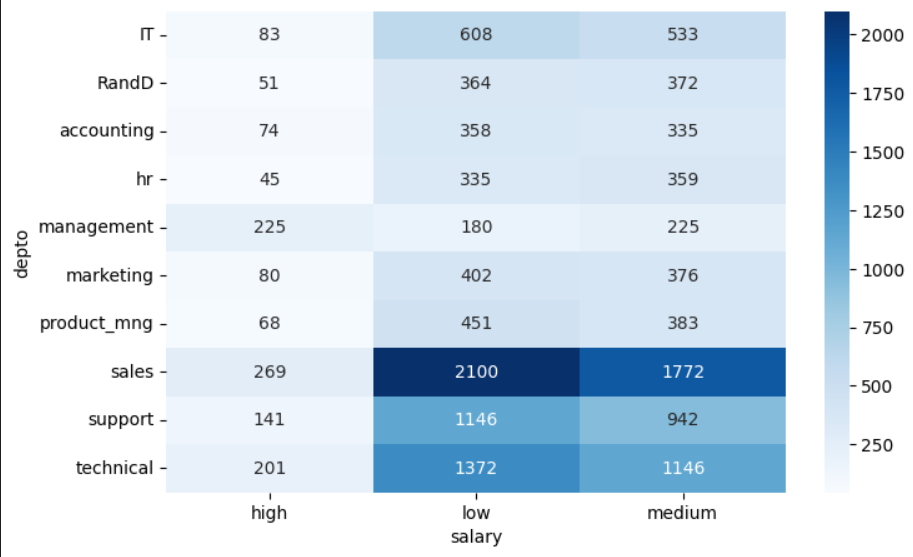 IT 83 608 533
RandD 51 364 372
accounting 74 358 335
hr 45 335 359
management 225 180 225
marketing 80 402 376
product_mng 68 451 383
sales 269 2100 1772
support 141 1146 942
technical 201 1372 1146
high low medium
salary
depto
2000
1750
1500
1250
1000
750
500
250